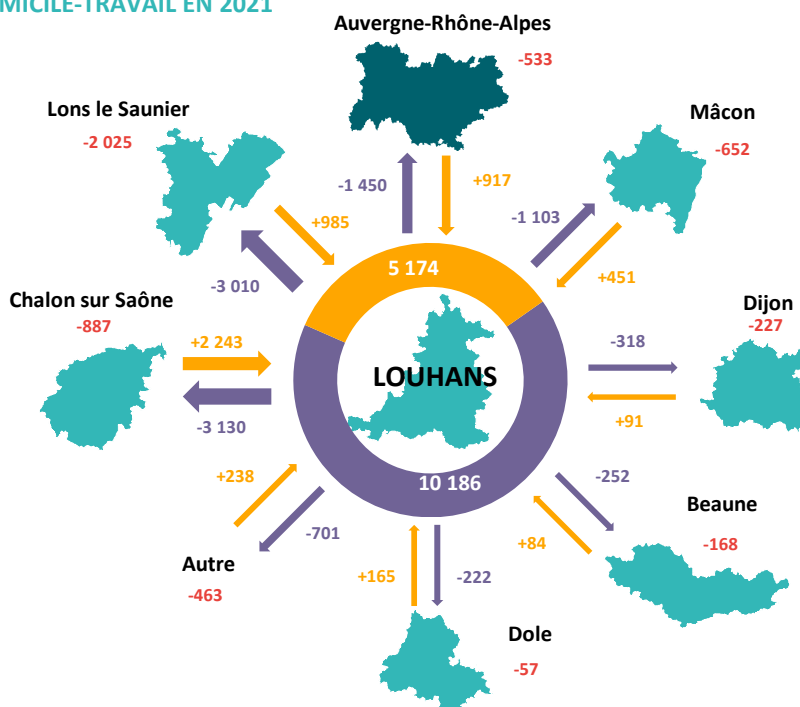 MICILE-TRAVAIL EN 2021
Auvergne-Rhône-Alpes
-533
Lons le Saunier
-2 025
Mâcon
-652
-1 450
+917
+985
-1 103
-3 010
5 174
+451
Chalon sur Saône
-887
Dijon
-227
+2 243
-318
LOUHANS
-3 130
+91
+238
10 186
-252
Beaune
-168
-701
+84
Autre
-463
+165
-222
Dole
-57